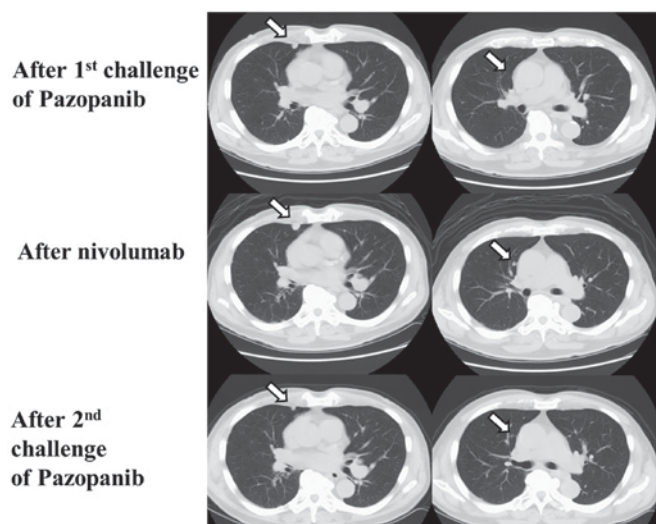 After 1st challenge
of Pazopanib
After nivolumab
After 2nd
challenge
of Pazopanib